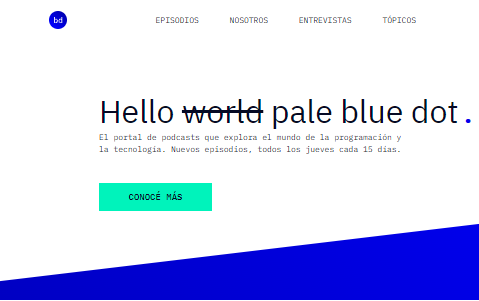 bd
EPISODIOS NOSOTROS ENTREVISTAS TÓPICOS
Hello world pale blue dot.
El portal de podcasts que explora el mundo de la programación y
la tecnología. Nuevos episodios, todos los jueves cada 15 días.
CONOCÉ MÁS